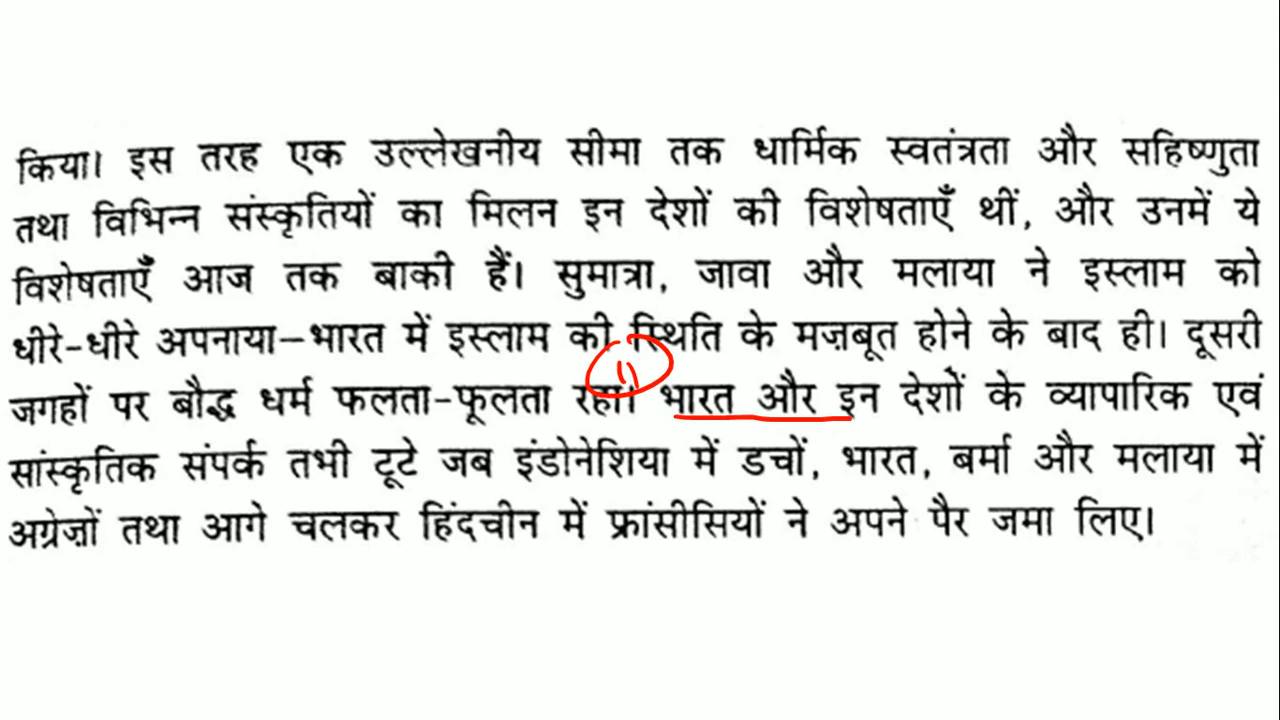 किया। इस तरह एक उल्लेखनीय सीमा तक धार्मिक स्वतंत्रता और सहिष्णुता
तथा विभिन्न संस्कृतियों का मिलन इन देशों की विशेषताएँ थीं, और उनमें ये
विशेषताएँ आज तक बाकी हैं। सुमात्रा, जावा और मलाया ने इस्लाम को
धीरे-धीरे अपनाया—भारत में इस्लाम की स्थिति के मज़बूत होने के बाद ही। दूसरी
जगहों पर बौद्ध धर्म फलता-फूलता रहा। भारत और इन देशों के व्यापारिक एवं
सांस्कृतिक संपर्क तभी टूटे जब इंडोनेशिया में डचों, भारत, बर्मा और मलाया में
अग्रेज़ों तथा आगे चलकर हिंदचीन में फ्रांसीसियों ने अपने पैर जमा लिए।